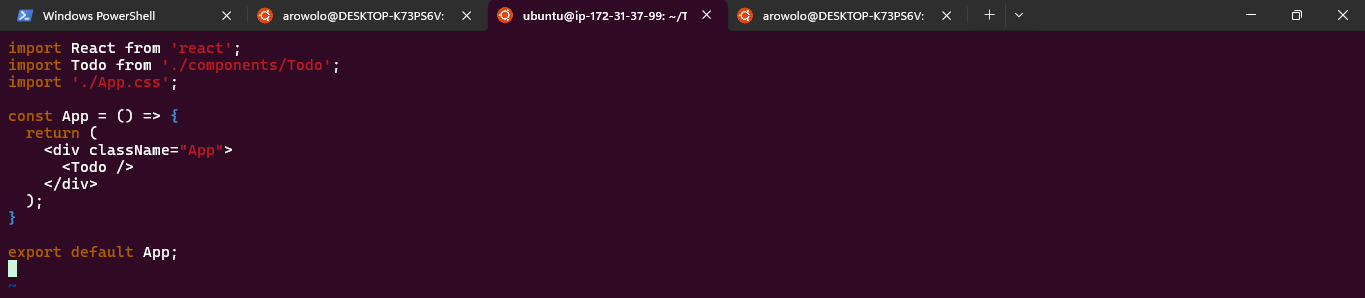 Windows PowerShell
arowolo@DESKTOP-K73PS6V:
ubuntu@ip-172-31-37-99: ~/T
arowolo@DESKTOP-K73PS6V:
import React from 'react';
import Todo from './components/Todo';
import './App.css';
const App = () => {
  return (
    <div className="App">
      <Todo />
    </div>
  );
}
export default App;
~